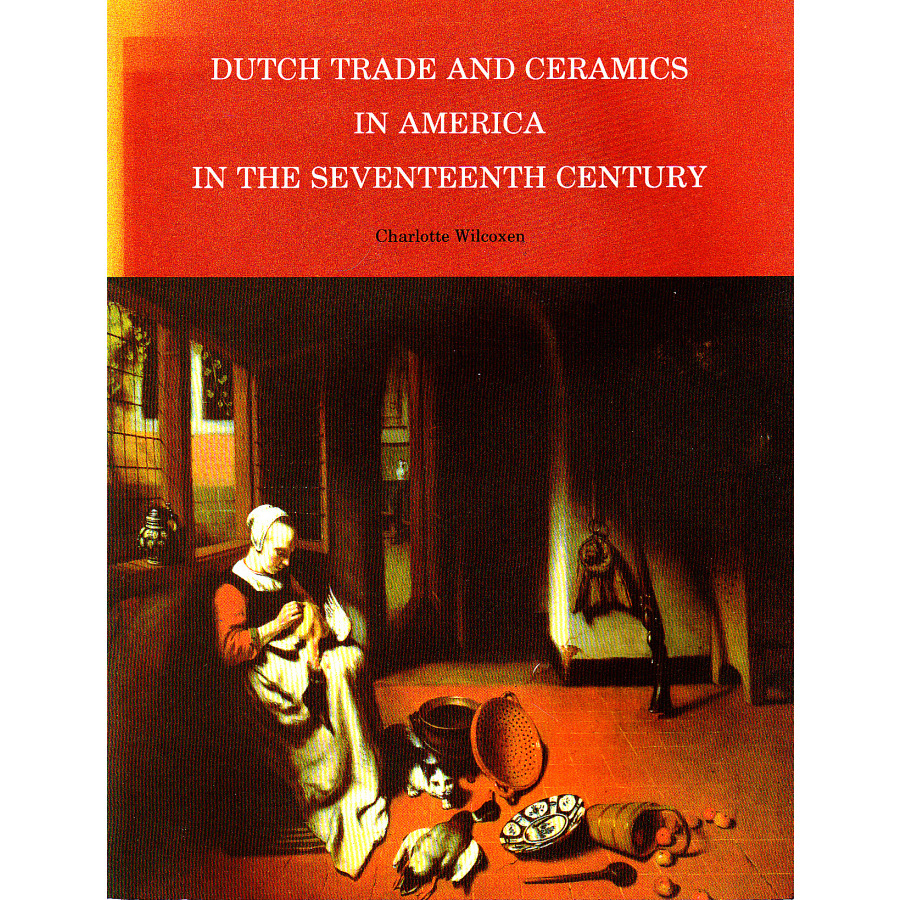 DUTCH TRADE AND CERAMICS
IN AMERICA
IN THE SEVENTEENTH CENTURY
Charlotte Wilcoxen